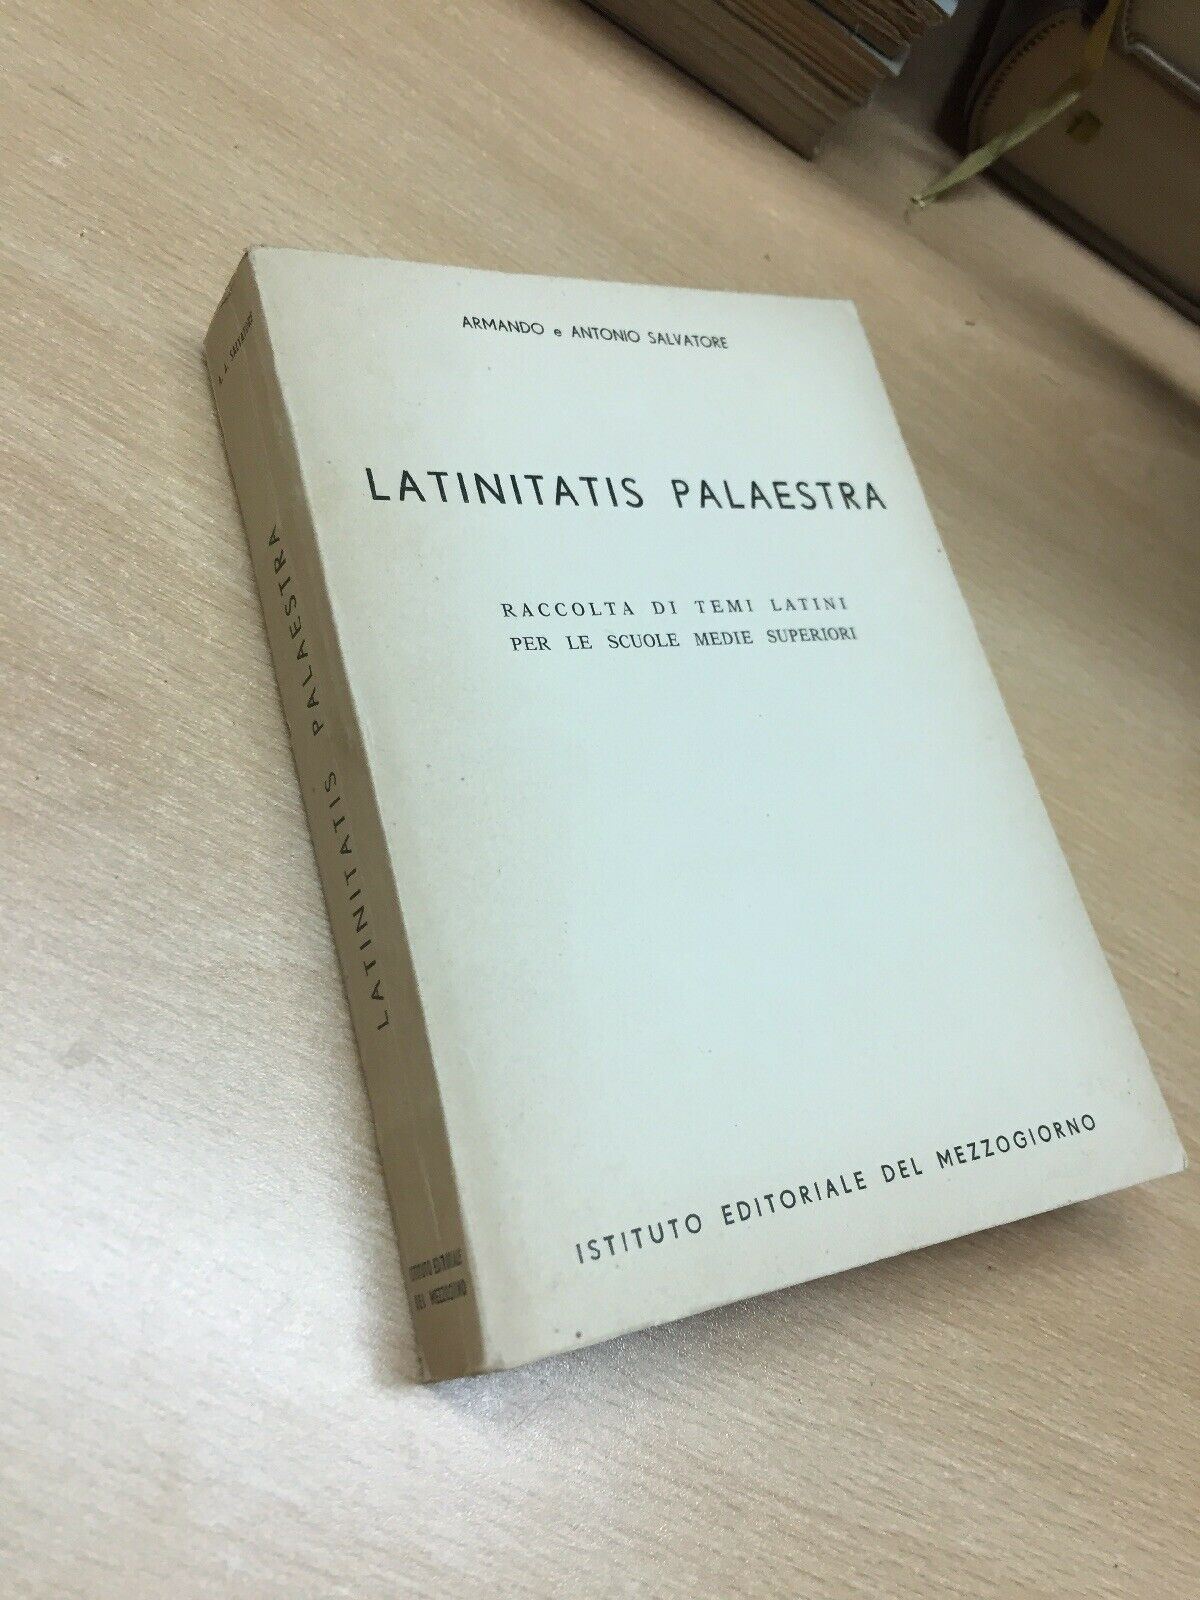 ARMANDO e ANTONIO SALVATORE
LATINITATIS PALAESTRA
RACCOLTA DI TEMI LATINI
PER LE SCUOLE MEDIE SUPERIORI
ISTITUTO EDITORIALE DEL MEZZOGIORNO
A. A. SALVATORE
LATINITATIS PALAESTRA
ISTITUTO EDITORIALE
DEL MEZZOGIORNO